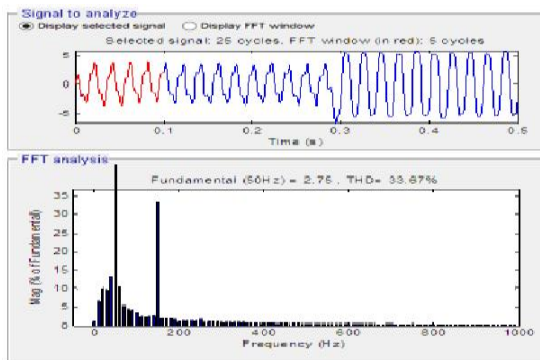 Signal to analyze
Display selected signal Display FFT window
Selected signal: 25 cycles. FFT window (in red): 5 cycles
5
0
-5
0 0.1 0.2 0.3 0.4 0.5
Time (s)
FFT analysis
Fundamental (50Hz) = 2.75 , THD= 33.67%
Mag (% of Fundamental)
35
30
25
20
15
10
5
0
0 200 400 600 800 1000
Frequency (Hz)